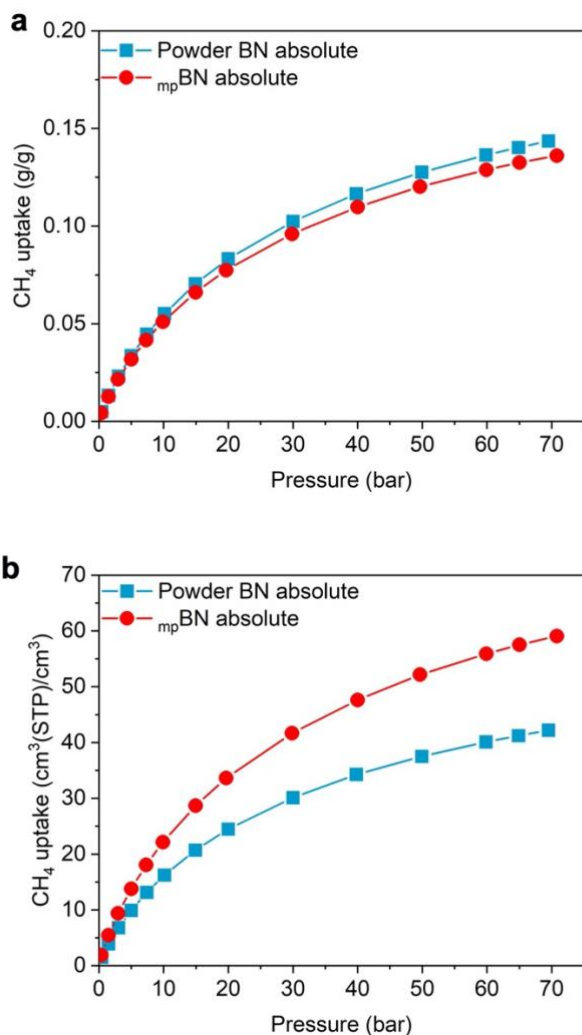 a
0.20
Powder BN absolute
mpBN absolute
0.15
0.10
0.05
0.00
CH₄ uptake (g/g)
0 10 20 30 40 50 60 70
Pressure (bar)
b
70
Powder BN absolute
mpBN absolute
60
50
40
30
20
10
0
CH₄ uptake (cm³(STP)/cm³)
0 10 20 30 40 50 60 70
Pressure (bar)